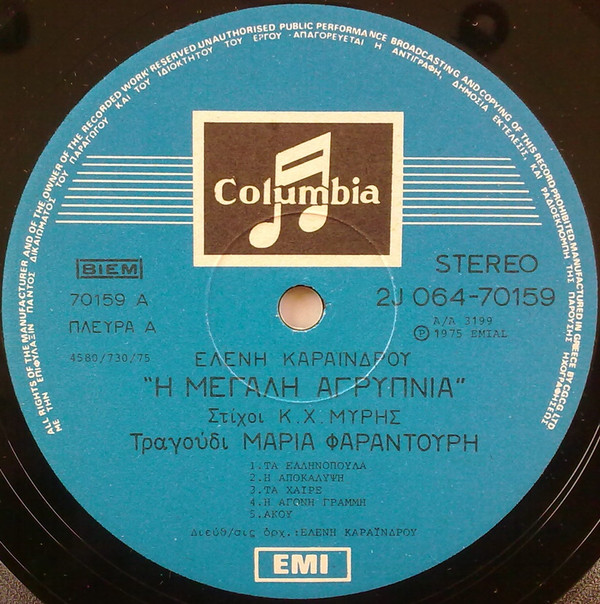 ALL RIGHTS OF THE MANUFACTURER AND OF THE OWNER OF THE RECORDED WORK RESERVED UNAUTHORISED PUBLIC PERFORMANCE BROADCASTING AND COPYING OF THIS RECORD PROHIBITED MANUFACTURED IN GREECE BY CGCG LTD
ΜΕ ΤΗΝ ΕΠΙΦΥΛΑΞΙΝ ΠΑΝΤΟΣ ΔΙΚΑΙΩΜΑΤΟΣ ΤΟΥ ΠΑΡΑΓΩΓΟΥ ΚΑΙ ΤΟΥ ΙΔΙΟΚΤΗΤΟΥ ΤΟΥ ΕΡΓΟΥ - ΑΠΑΓΟΡΕΥΕΤΑΙ Η ΑΝΤΙΓΡΑΦΗ, ΔΗΜΟΣΙΑ ΕΚΤΕΛΕΣΙΣ, ΚΑΙ ΡΑΔΙΟΕΚΠΟΜΠΗ ΤΗΣ ΠΑΡΟΥΣΗΣ ΗΧΟΓΡΑΦΗΣΕΩΣ
Columbia
BIEM
STEREO
70159 A
2J 064-70159
ΠΛΕΥΡΑ Α
A/A 3199
Ⓟ 1975 EMIAL
4580/730/75
ΕΛΕΝΗ ΚΑΡΑΪΝΔΡΟΥ
"Η ΜΕΓΑΛΗ ΑΓΡΥΠΝΙΑ"
Στίχοι Κ.Χ. ΜΥΡΗΣ
Τραγούδι ΜΑΡΙΑ ΦΑΡΑΝΤΟΥΡΗ
1.ΤΑ ΕΛΛΗΝΟΠΟΥΛΑ
2.Η ΑΠΟΚΑΛΥΨΗ
3.ΤΑ ΧΑΙΡΕ
4.Η ΑΓΟΝΗ ΓΡΑΜΜΗ
5.ΑΚΟΥ
Διευθ/σις ορχ.:ΕΛΕΝΗ ΚΑΡΑΪΝΔΡΟΥ
EMI